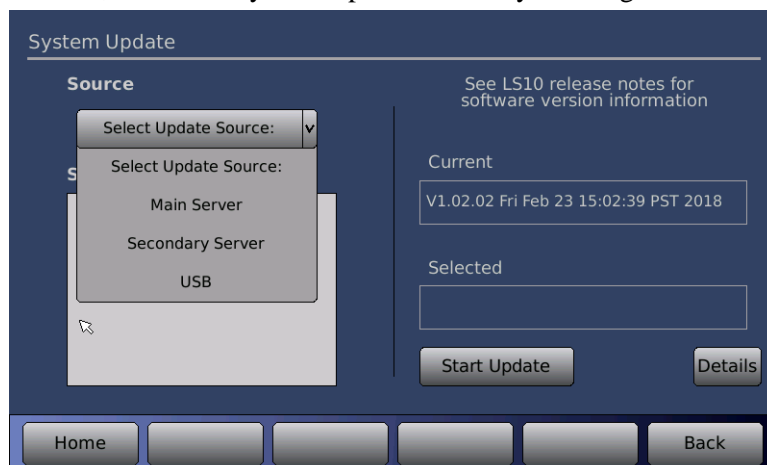 System Update
Source
Select Update Source: v
Select Update Source:
Main Server
Secondary Server
USB
S
See LS10 release notes for
software version information
Current
V1.02.02 Fri Feb 23 15:02:39 PST 2018
Selected
Start Update
Details
Home
Back